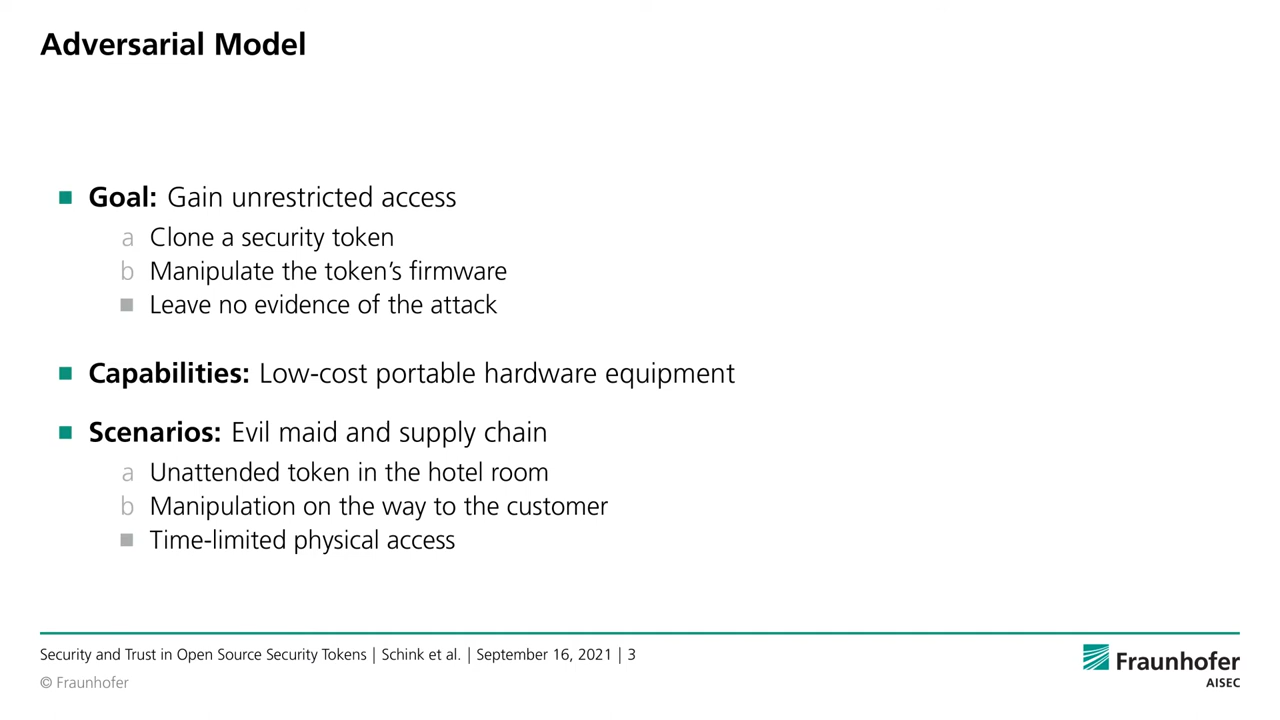 Adversarial Model
■ Goal: Gain unrestricted access
a Clone a security token
b Manipulate the token’s firmware
■ Leave no evidence of the attack
■ Capabilities: Low-cost portable hardware equipment
■ Scenarios: Evil maid and supply chain
a Unattended token in the hotel room
b Manipulation on the way to the customer
■ Time-limited physical access
Security and Trust in Open Source Security Tokens | Schink et al. | September 16, 2021 | 3
© Fraunhofer
Fraunhofer
AISEC